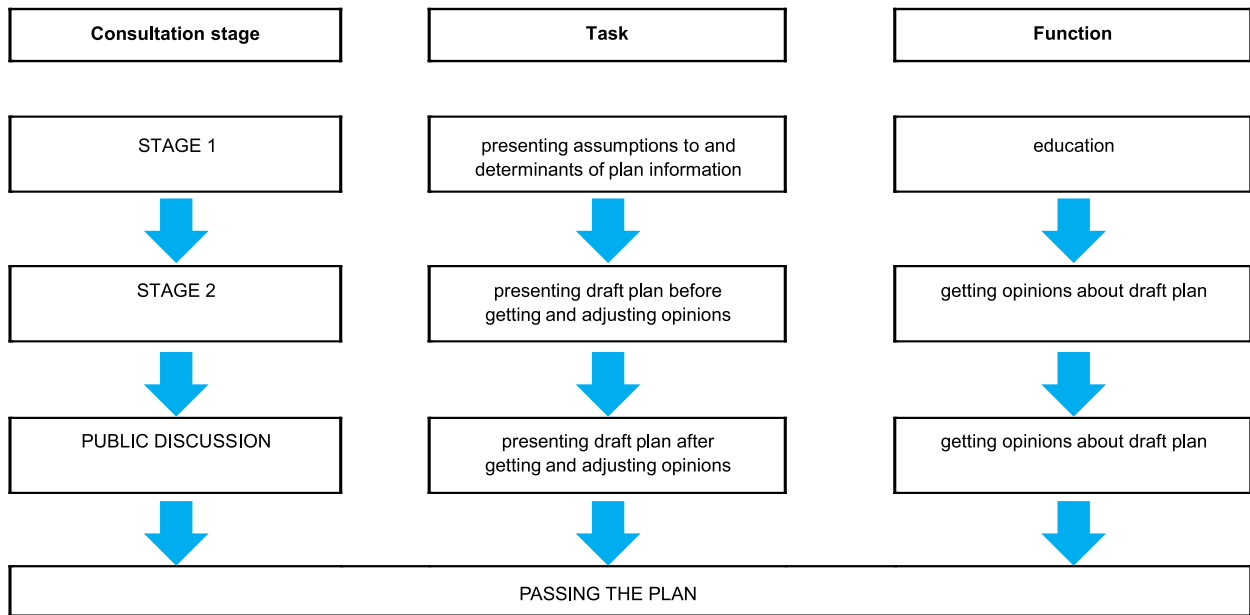 Consultation stage
Task
Function
STAGE 1
presenting assumptions to and
determinants of plan information
education
STAGE 2
presenting draft plan before
getting and adjusting opinions
getting opinions about draft plan
PUBLIC DISCUSSION
presenting draft plan after
getting and adjusting opinions
getting opinions about draft plan
PASSING THE PLAN